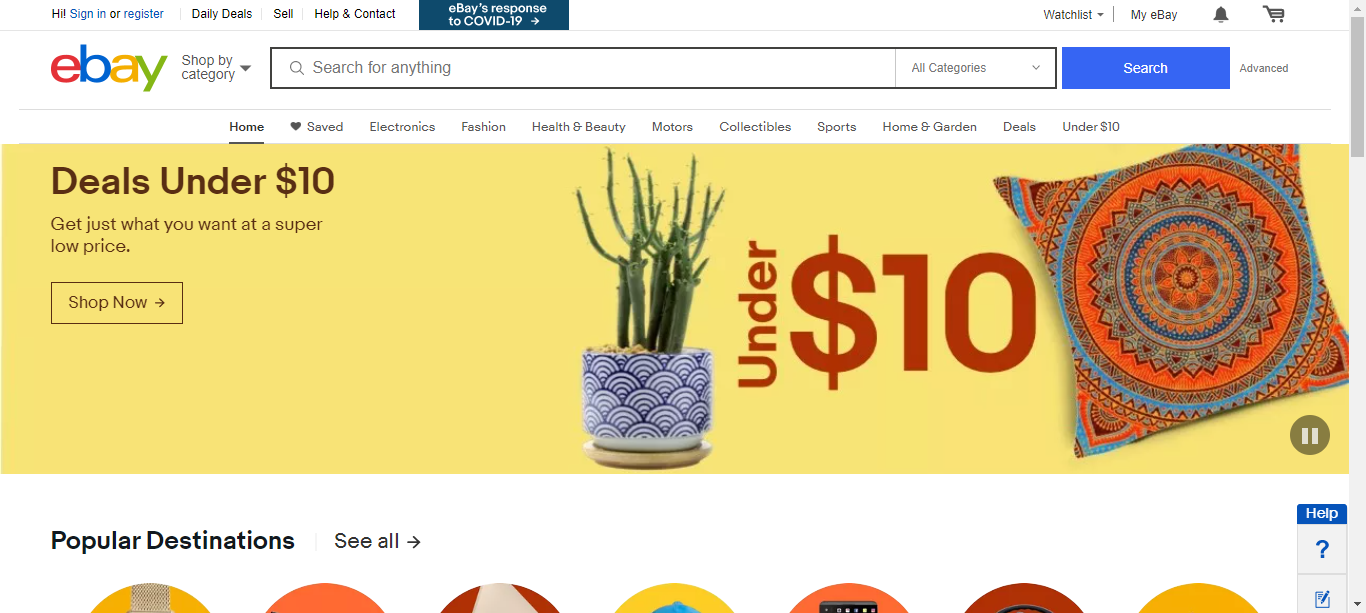 Hi! Sign in or register
Daily Deals
Sell
Help & Contact
eBay's response
to COVID-19 →
Watchlist
My eBay
ebay
Shop by
category
Search for anything
All Categories
Search
Advanced
Home
Saved
Electronics
Fashion
Health & Beauty
Motors
Collectibles
Sports
Home & Garden
Deals
Under $10
Deals Under $10
Get just what you want at a super
low price.
Shop Now →
Under
$10
Popular Destinations
See all →
Help
?